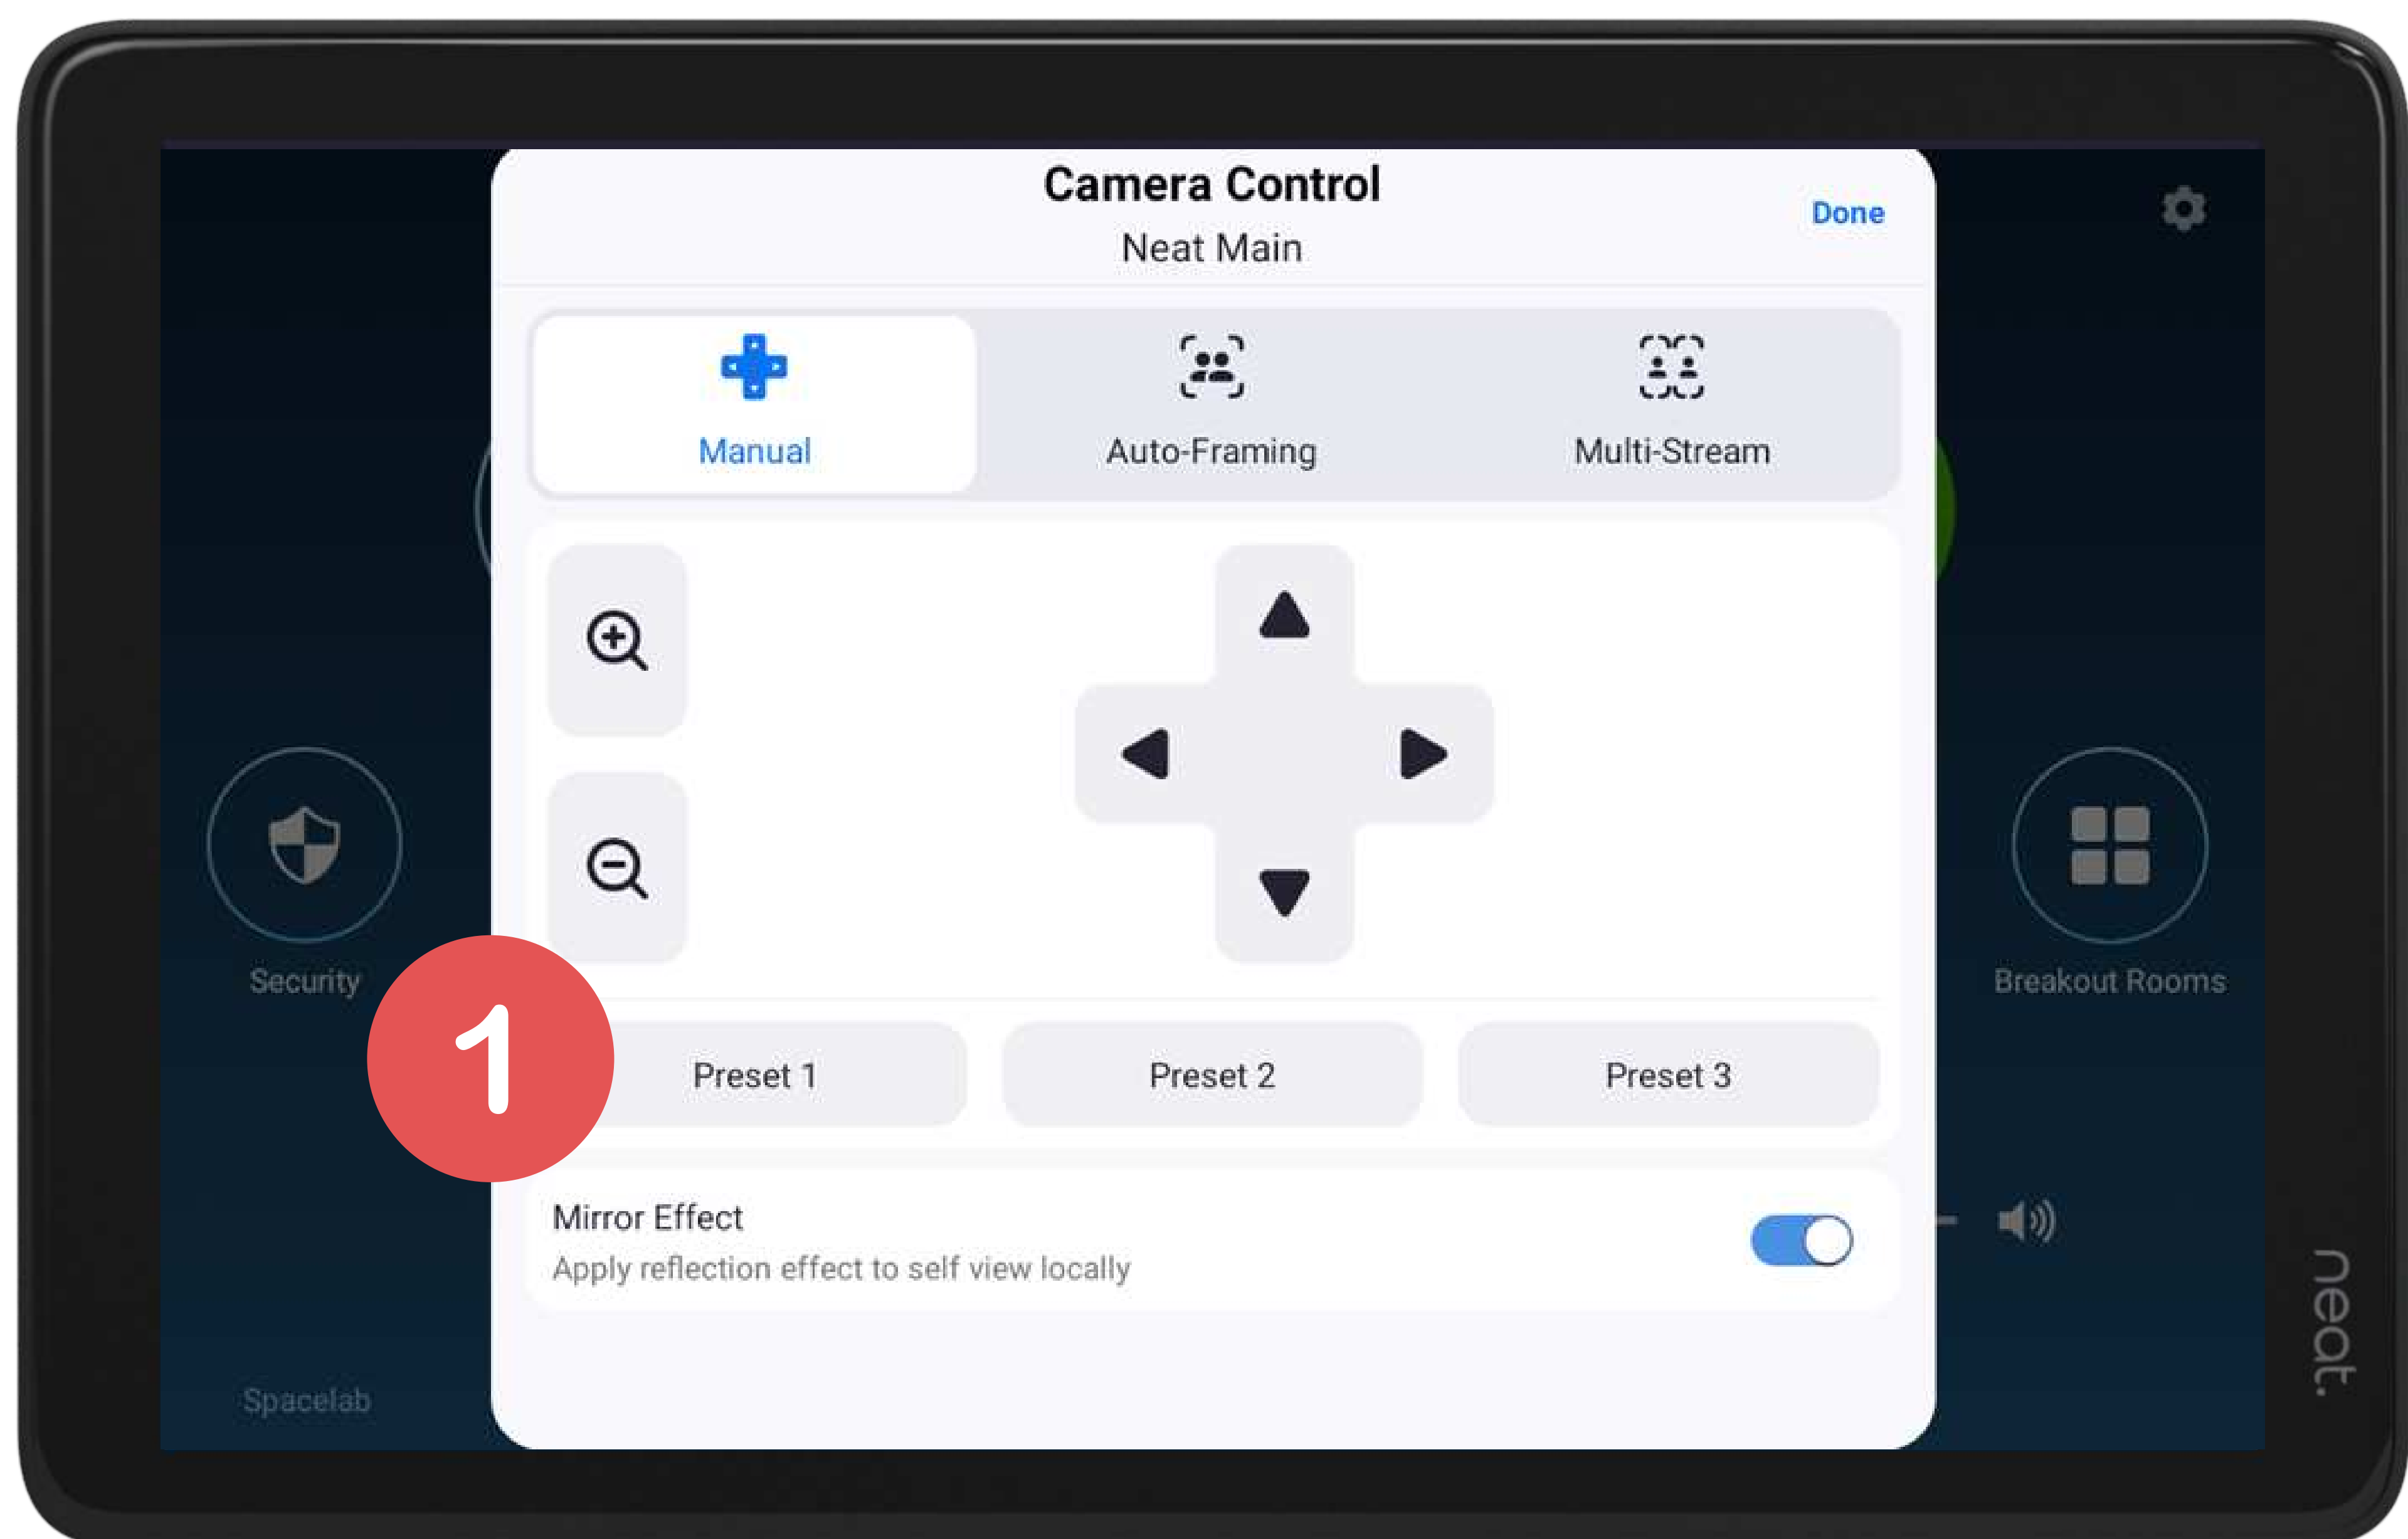 Camera Control
Done
Neat Main
Manual
Auto-Framing
Multi-Stream
Security
Breakout Rooms
1
Preset 1
Preset 2
Preset 3
Mirror Effect
Apply reflection effect to self view locally
neat.
Spacelab